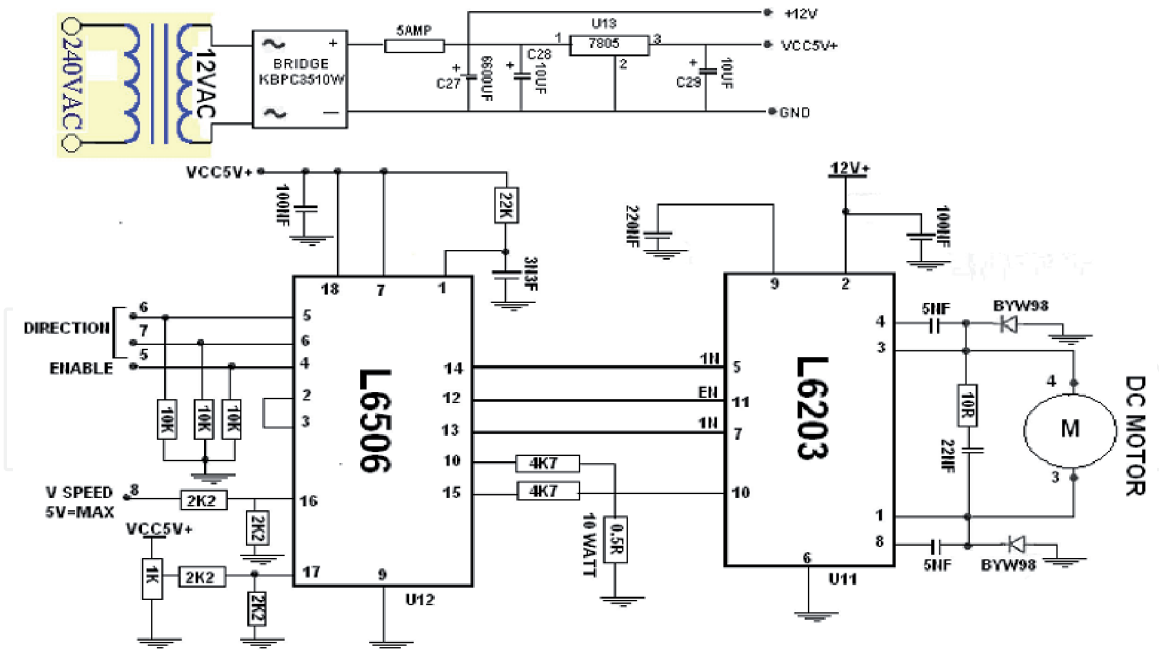 240VAC
12VAC
BRIDGE
KBPC3510W
+
−
5AMP
C27
+
6600UF
C28
+
10UF
U13
1
7805
3
2
+
C29
10UF
+12V
VCC5V+
GND
VCC5V+
100NF
22K
3N3F
18
7
1
DIRECTION
6
7
ENABLE
5
5
6
4
2
3
10K
10K
10K
V SPEED
5V=MAX
8
2K2
2K2
16
VCC5V+
1K
2K2
2K2
17
9
L6506
U12
14
12
13
10
15
1N
EN
1N
4K7
4K7
0.5R
10 WATT
220NF
12V+
100NF
9
2
5
11
7
10
L6203
4
3
1
8
6
U11
5NF
BYW98
10R
22NF
4
M
3
DC MOTOR
5NF
BYW98